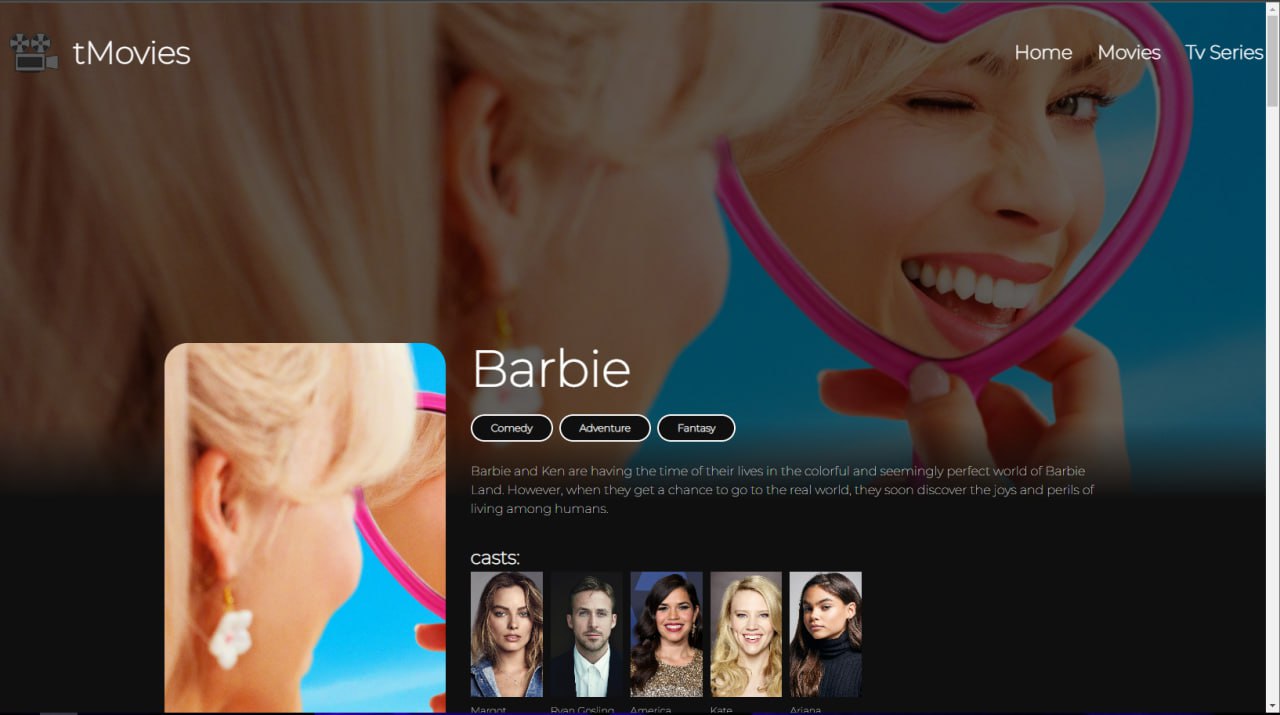 tMovies
Home Movies Tv Series
Barbie
Comedy Adventure Fantasy
Barbie and Ken are having the time of their lives in the colorful and seemingly perfect world of Barbie
Land. However, when they get a chance to go to the real world, they soon discover the joys and perils of
living among humans.
casts:
Margot Ryan Gosling America Kate Ariana